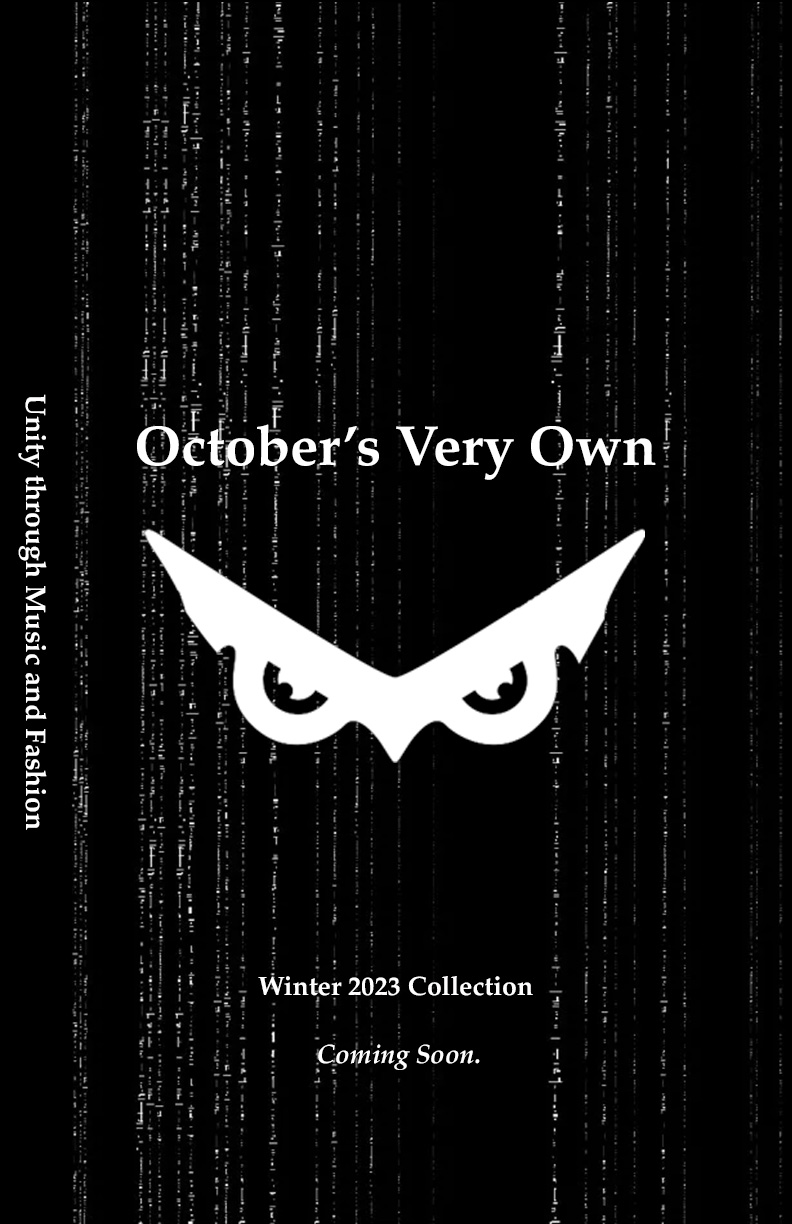 October’s Very Own
Unity through Music and Fashion
Winter 2023 Collection
Coming Soon.